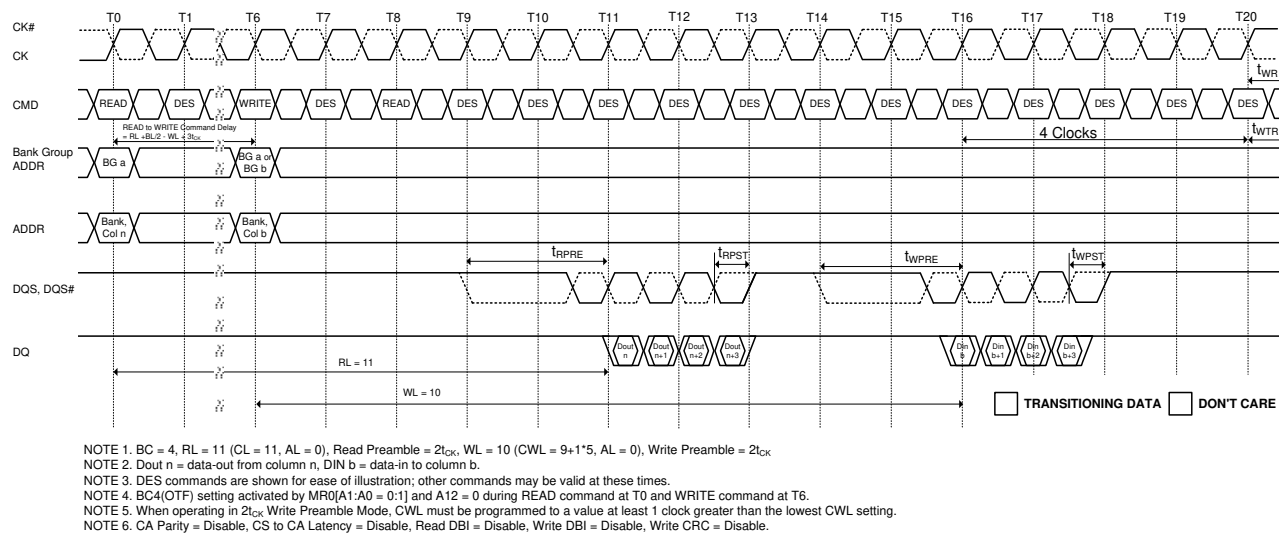 T0 T1 T6 T7 T8 T9 T10 T11 T12 T13 T14 T15 T16 T17 T18 T19 T20
CK#
CK
tWR
CMD READ DES WRITE DES READ DES DES DES DES DES DES DES DES DES DES DES DES
READ to WRITE Command Delay
= RL +BL/2 - WL + 3tCK
4 Clocks
tWTR
Bank Group
ADDR
BG a
BG a or
BG b
ADDR
Bank,
Col n
Bank,
Col b
tRPRE tRPST tWPRE tWPST
DQS, DQS#
DQ
Dout
n
Dout
n+1
Dout
n+2
Dout
n+3
Din
b
Din
b+1
Din
b+2
Din
b+3
RL = 11
WL = 10
TRANSITIONING DATA DON'T CARE
NOTE 1. BC = 4, RL = 11 (CL = 11, AL = 0), Read Preamble = 2tCK, WL = 10 (CWL = 9+1*5, AL = 0), Write Preamble = 2tCK
NOTE 2. Dout n = data-out from column n, DIN b = data-in to column b.
NOTE 3. DES commands are shown for ease of illustration; other commands may be valid at these times.
NOTE 4. BC4(OTF) setting activated by MR0[A1:A0 = 0:1] and A12 = 0 during READ command at T0 and WRITE command at T6.
NOTE 5. When operating in 2tCK Write Preamble Mode, CWL must be programmed to a value at least 1 clock greater than the lowest CWL setting.
NOTE 6. CA Parity = Disable, CS to CA Latency = Disable, Read DBI = Disable, Write DBI = Disable, Write CRC = Disable.